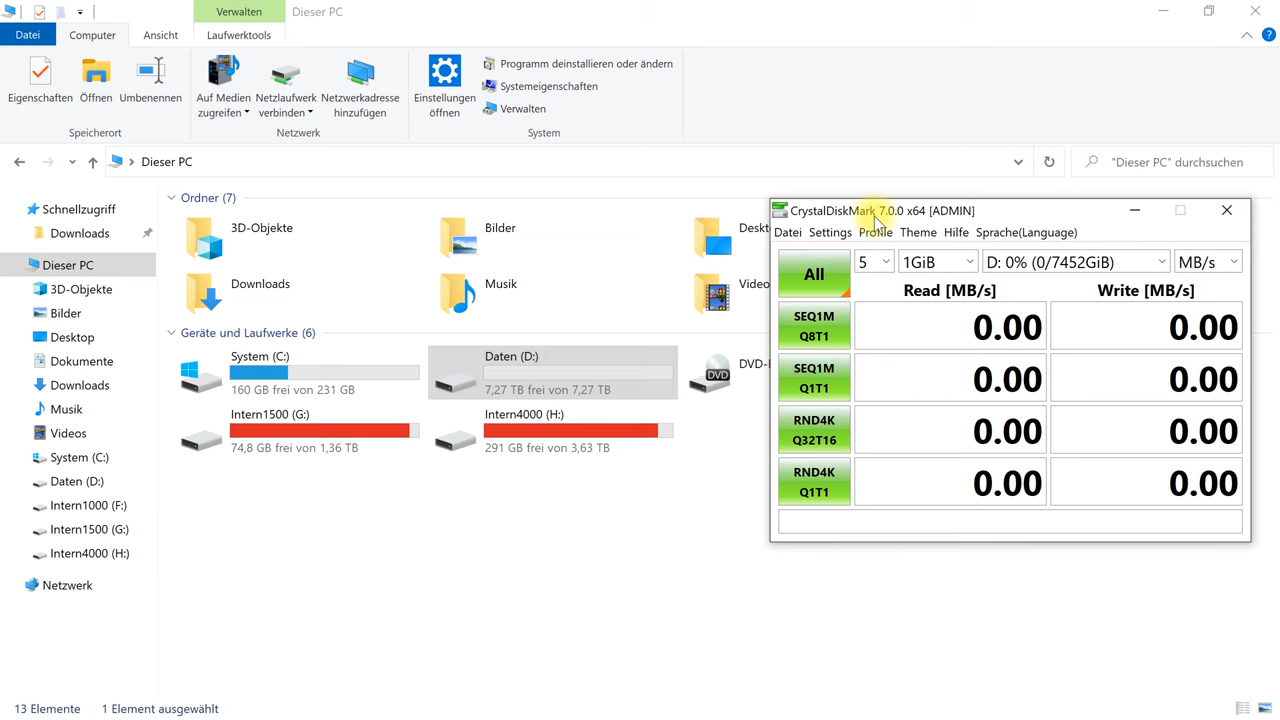 Verwalten
Dieser PC
Datei
Computer
Ansicht
Laufwerktools
Eigenschaften
Öffnen
Umbenennen
Speicherort
Auf Medien
zugreifen
Netzlaufwerk
verbinden
Netzwerkadresse
hinzufügen
Netzwerk
Einstellungen
öffnen
Programm deinstallieren oder ändern
Systemeigenschaften
Verwalten
System
Dieser PC
"Dieser PC" durchsuchen
Schnellzugriff
Downloads
Dieser PC
3D-Objekte
Bilder
Desktop
Dokumente
Downloads
Musik
Videos
System (C:)
Daten (D:)
Intern1000 (F:)
Intern1500 (G:)
Intern4000 (H:)
Netzwerk
Ordner (7)
3D-Objekte
Bilder
Deskt
Downloads
Musik
Video
Geräte und Laufwerke (6)
System (C:)
160 GB frei von 231 GB
Daten (D:)
7,27 TB frei von 7,27 TB
DVD
DVD-
Intern1500 (G:)
74,8 GB frei von 1,36 TB
Intern4000 (H:)
291 GB frei von 3,63 TB
CrystalDiskMark 7.0.0 x64 [ADMIN]
Datei Settings Profile Theme Hilfe Sprache(Language)
All
5
1GiB
D: 0% (0/7452GiB)
MB/s
Read [MB/s]
Write [MB/s]
SEQ1M
Q8T1
0.00
0.00
SEQ1M
Q1T1
0.00
0.00
RND4K
Q32T16
0.00
0.00
RND4K
Q1T1
0.00
0.00
13 Elemente
1 Element ausgewählt